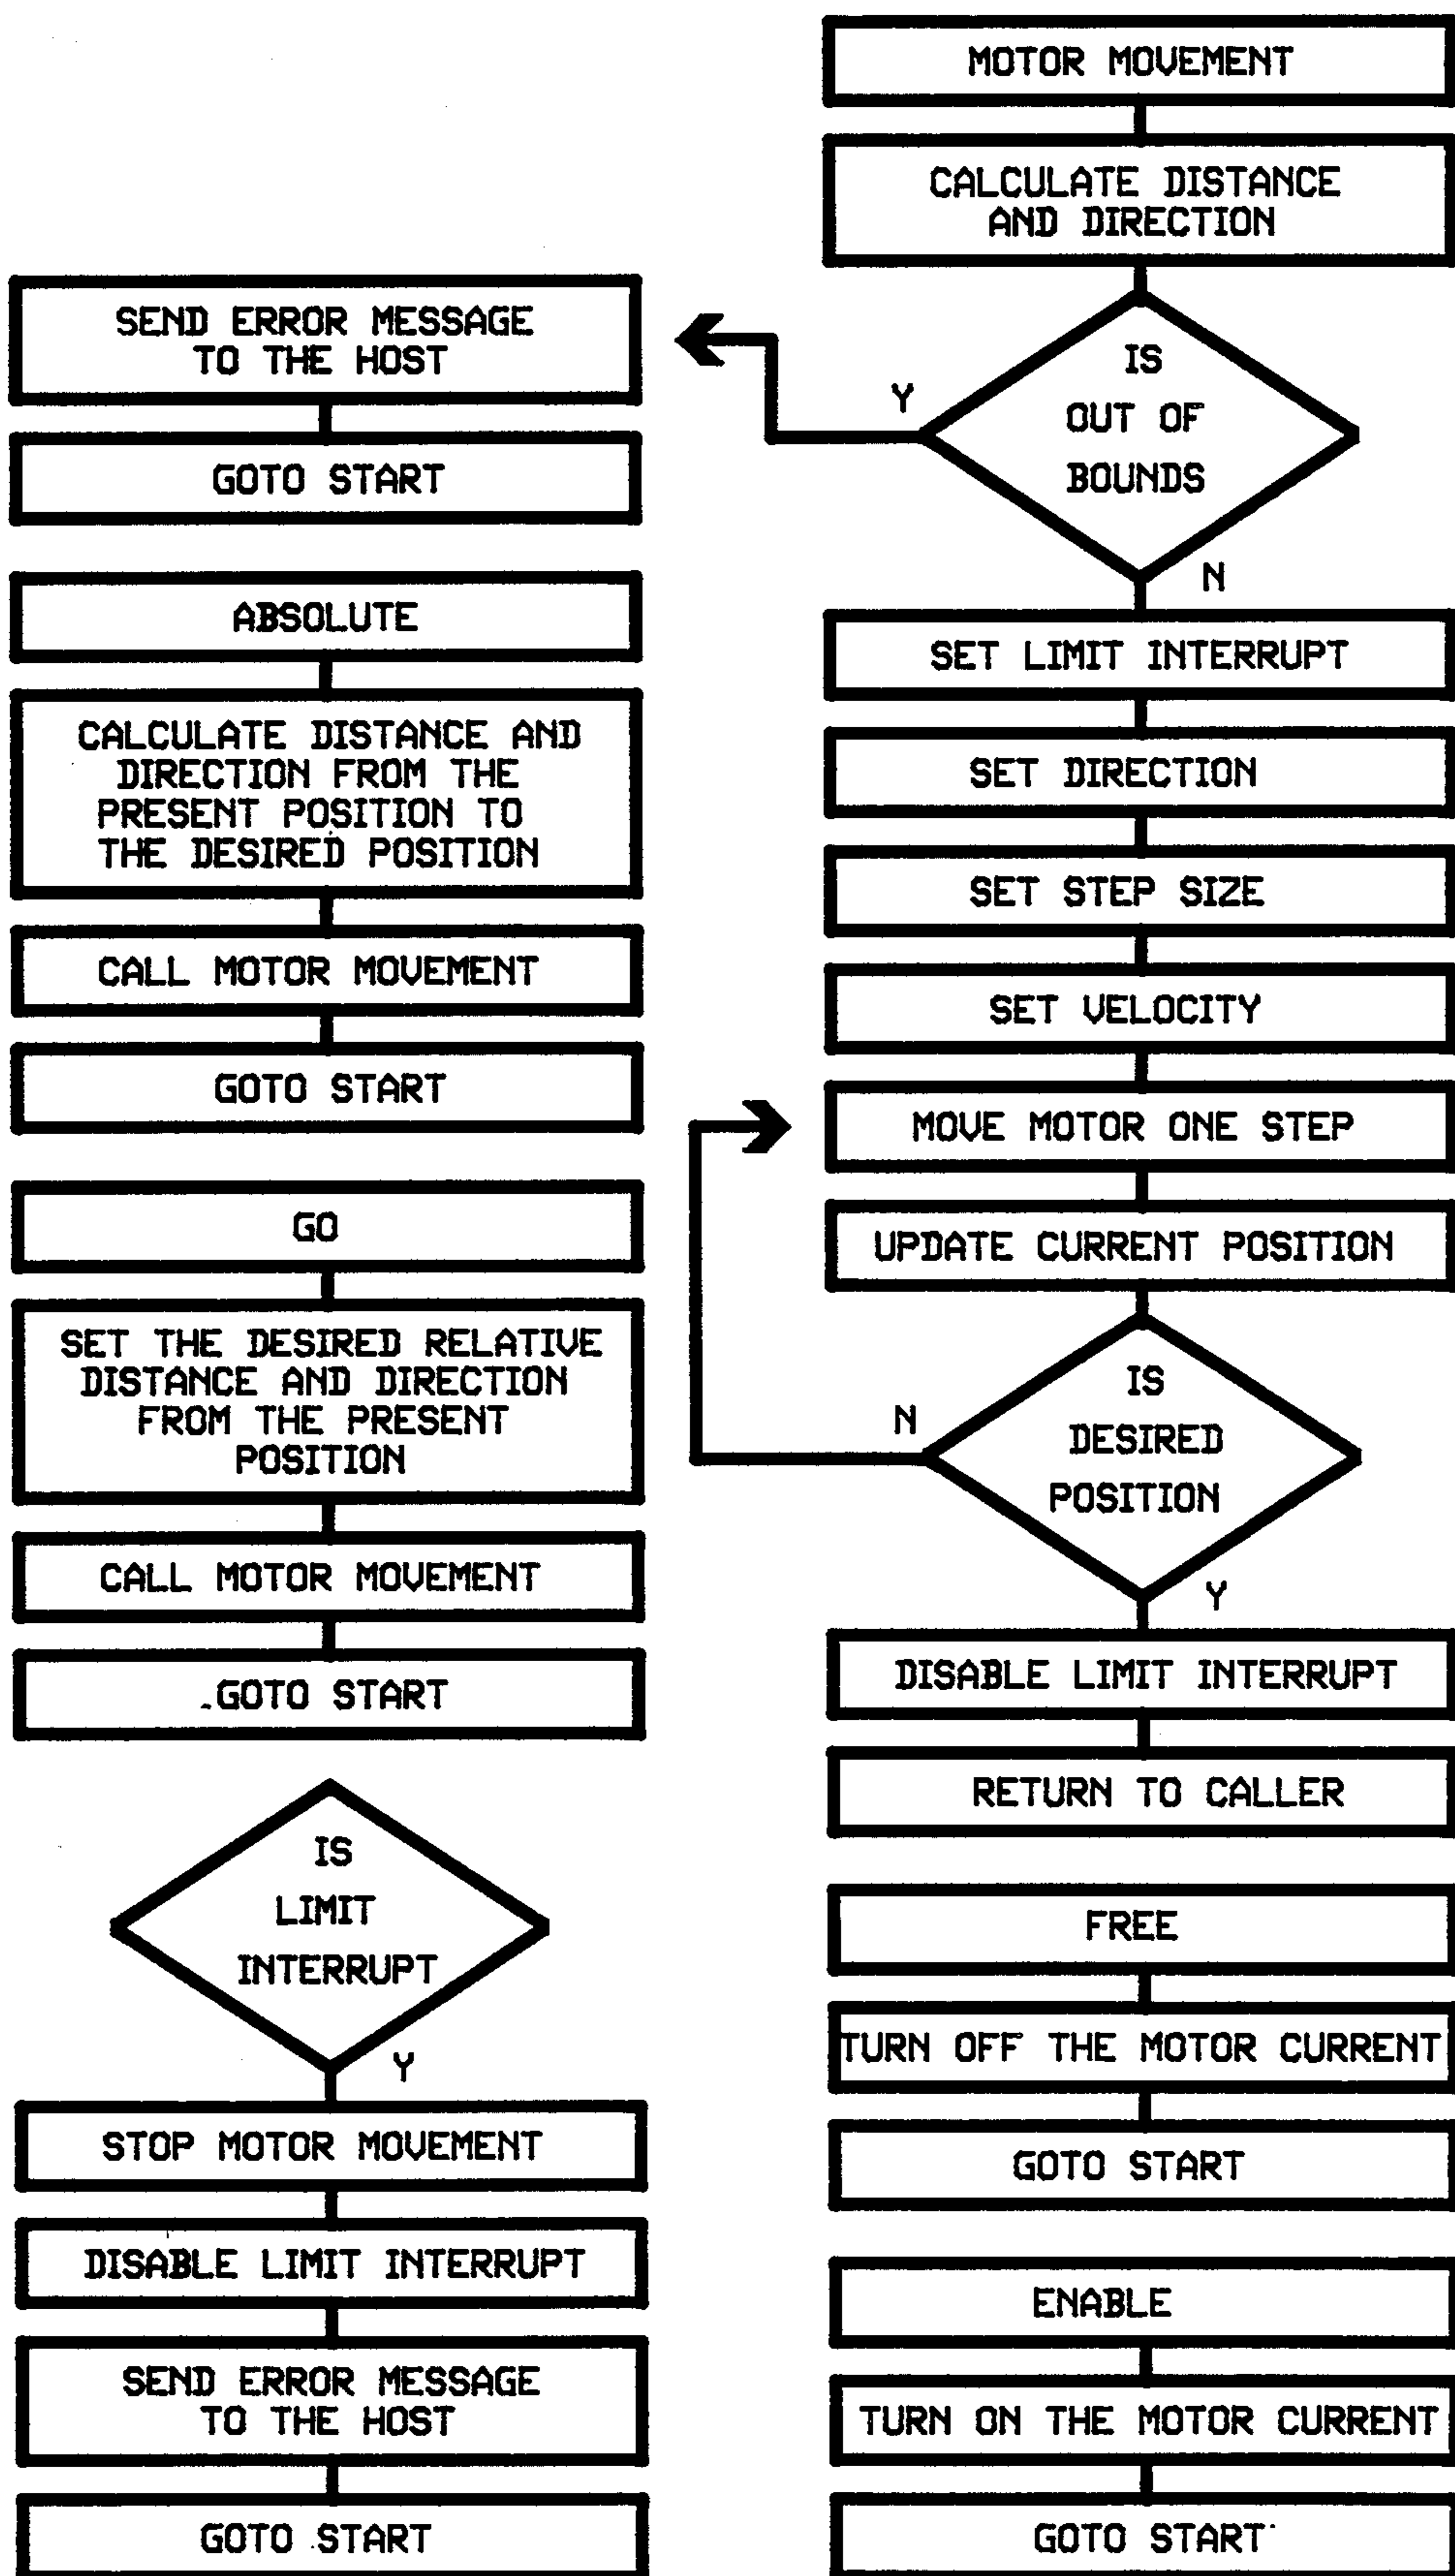 MOTOR MOVEMENT
CALCULATE DISTANCE
AND DIRECTION
IS
OUT OF
BOUNDS
Y
N
SEND ERROR MESSAGE
TO THE HOST
GOTO START
SET LIMIT INTERRUPT
SET DIRECTION
SET STEP SIZE
SET VELOCITY
MOVE MOTOR ONE STEP
UPDATE CURRENT POSITION
IS
DESIRED
POSITION
N
Y
DISABLE LIMIT INTERRUPT
RETURN TO CALLER
ABSOLUTE
CALCULATE DISTANCE AND
DIRECTION FROM THE
PRESENT POSITION TO
THE DESIRED POSITION
CALL MOTOR MOVEMENT
GOTO START
GO
SET THE DESIRED RELATIVE
DISTANCE AND DIRECTION
FROM THE PRESENT
POSITION
CALL MOTOR MOVEMENT
GOTO START
IS
LIMIT
INTERRUPT
Y
STOP MOTOR MOVEMENT
DISABLE LIMIT INTERRUPT
SEND ERROR MESSAGE
TO THE HOST
GOTO START
FREE
TURN OFF THE MOTOR CURRENT
GOTO START
ENABLE
TURN ON THE MOTOR CURRENT
GOTO START